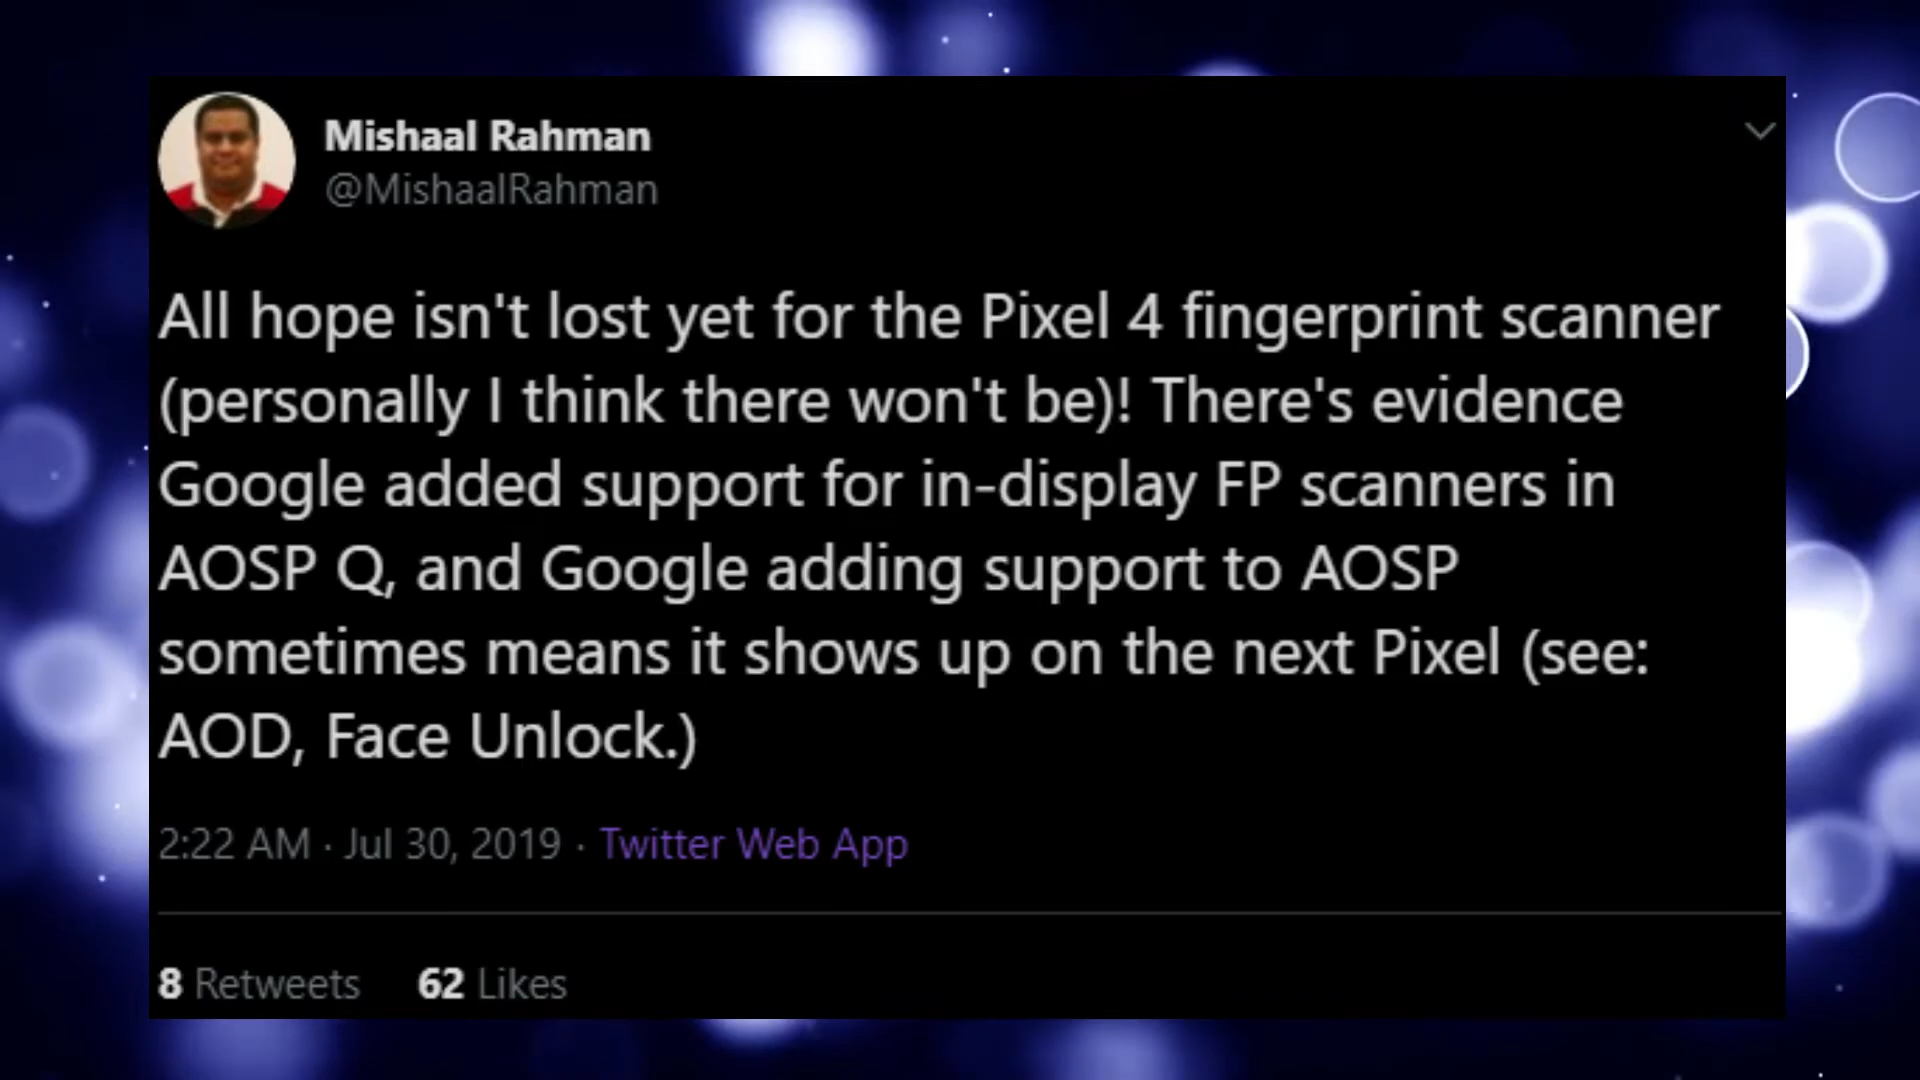 Mishaal Rahman
@MishaalRahman
All hope isn't lost yet for the Pixel 4 fingerprint scanner
(personally I think there won't be)! There's evidence
Google added support for in-display FP scanners in
AOSP Q, and Google adding support to AOSP
sometimes means it shows up on the next Pixel (see:
AOD, Face Unlock.)
2:22 AM · Jul 30, 2019 · Twitter Web App
8 Retweets 62 Likes